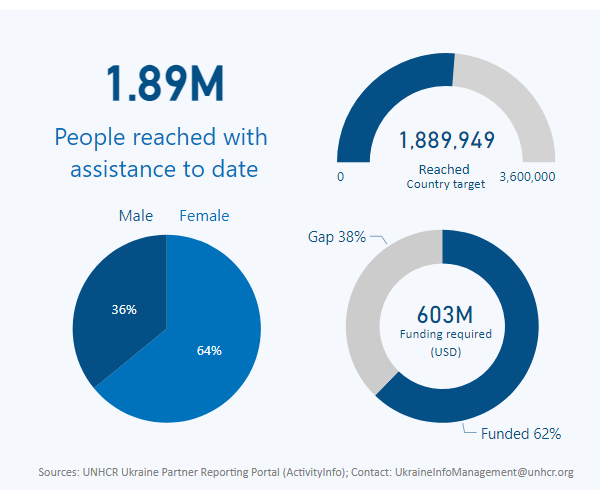 1.89M
People reached with
assistance to date
1,889,949
Reached
Country target
0
3,600,000
Male
Female
36%
64%
Gap 38%
603M
Funding required
(USD)
Funded 62%
Sources: UNHCR Ukraine Partner Reporting Portal (ActivityInfo); Contact: UkraineInfoManagement@unhcr.org